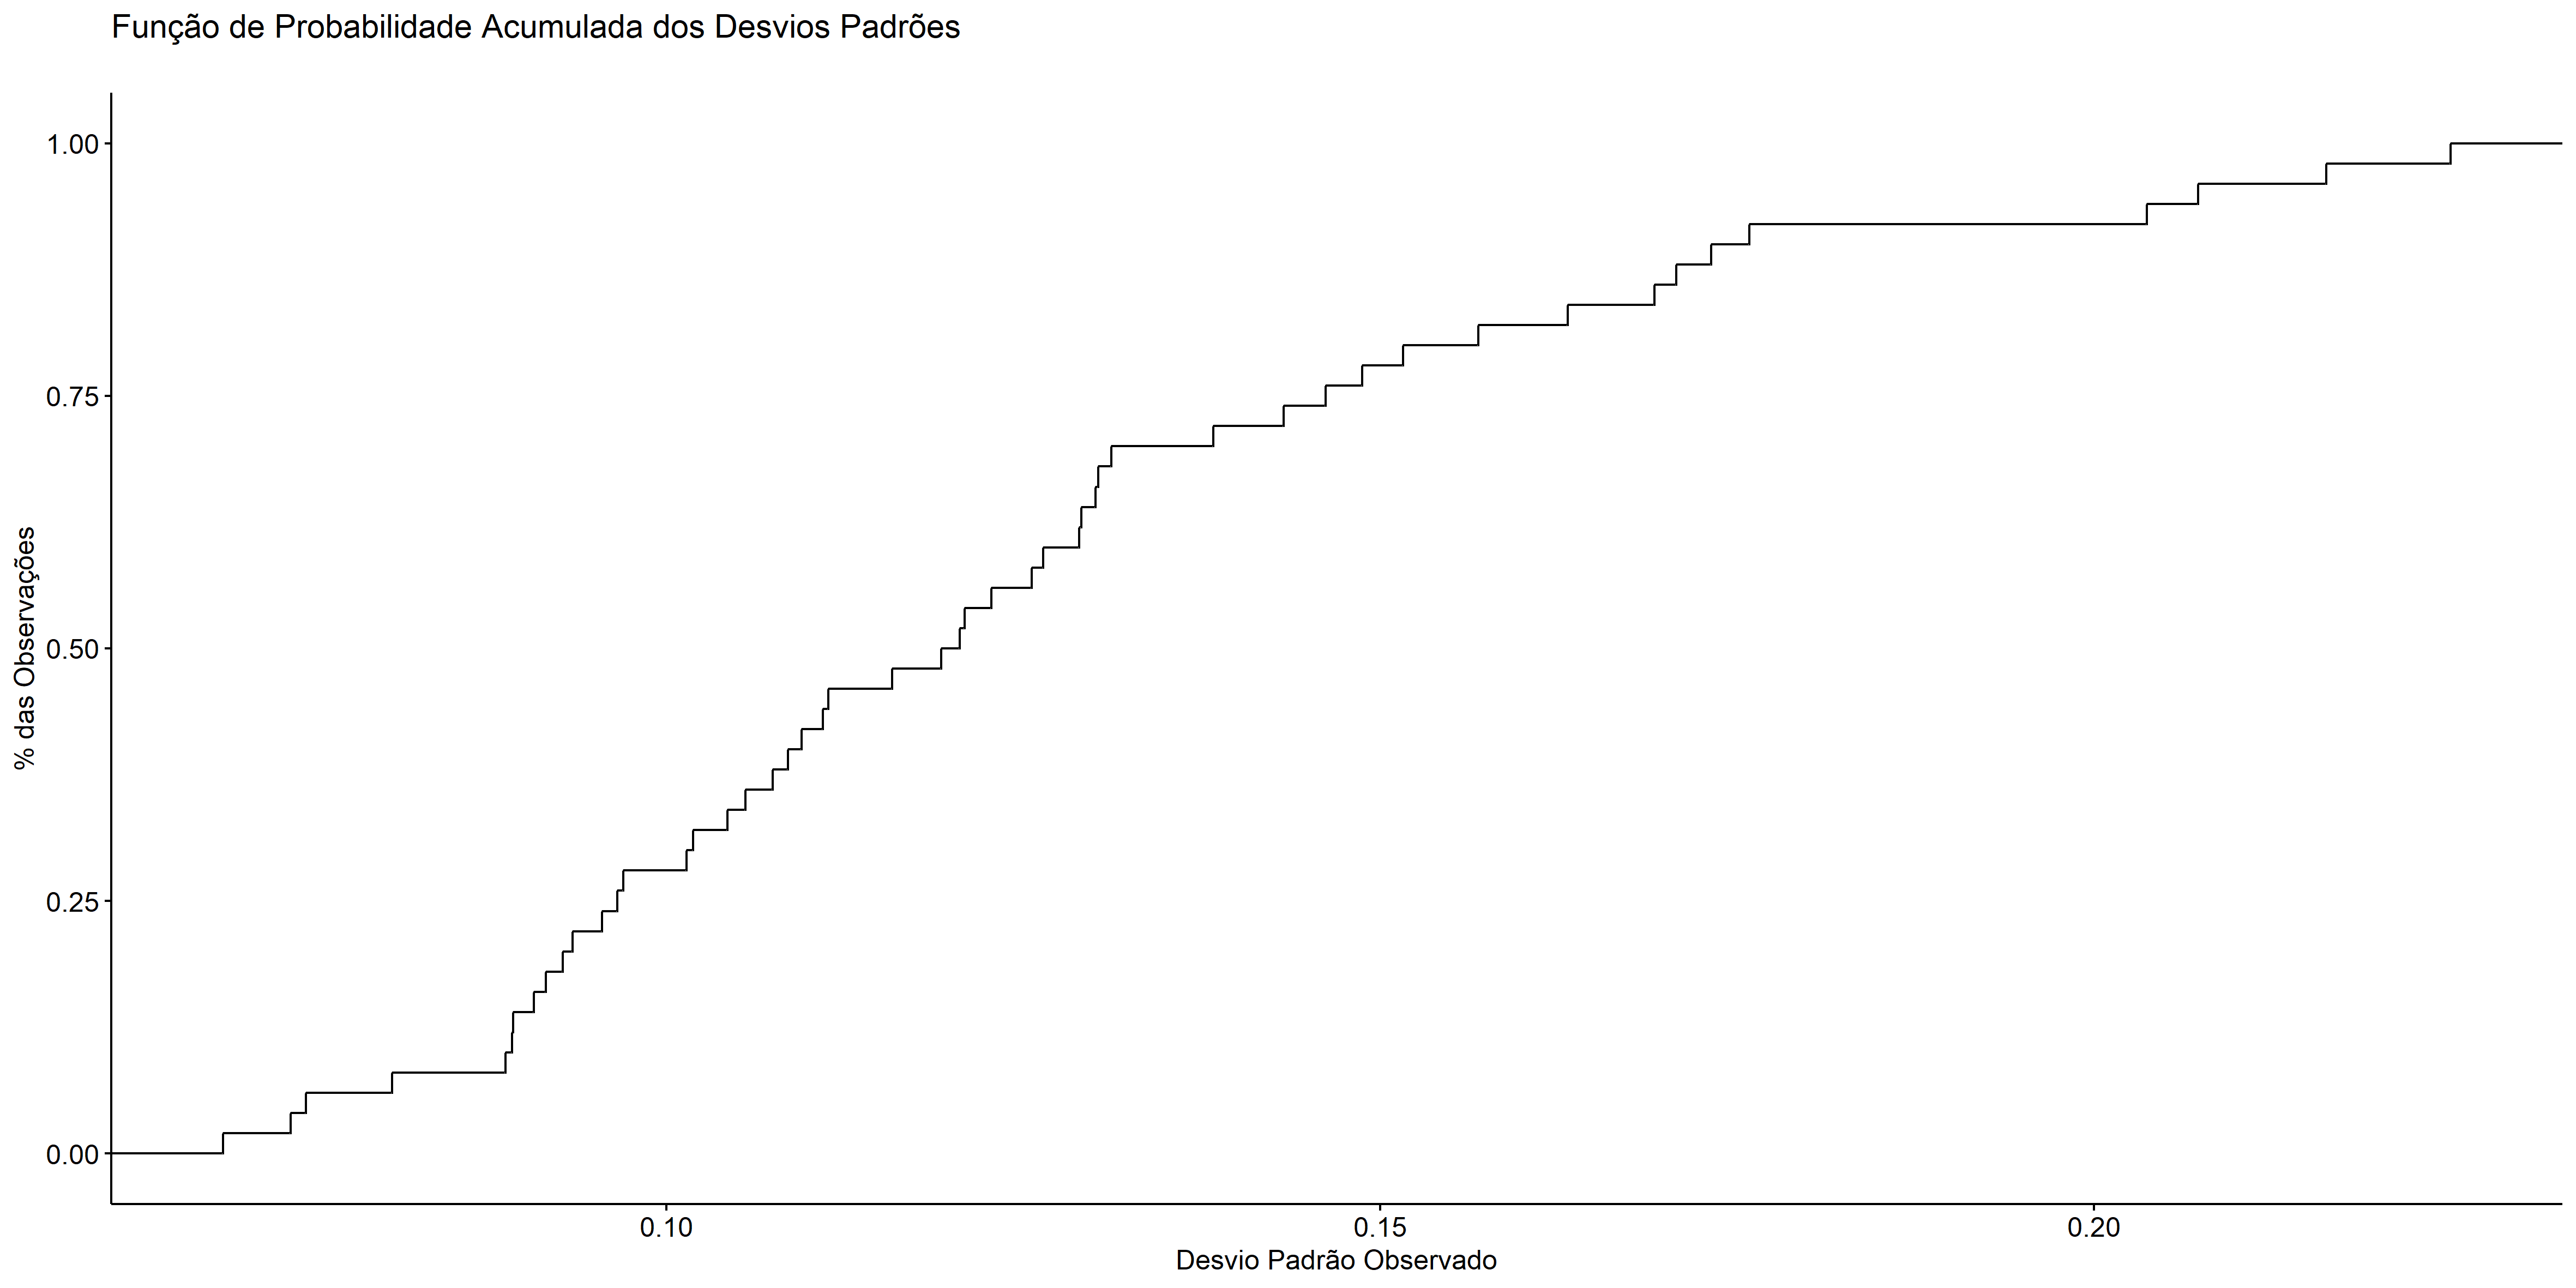 Função de Probabilidade Acumulada dos Desvios Padrões
1.00
0.75
0.50
0.25
0.00
% das Observações
0.10
0.15
0.20
Desvio Padrão Observado